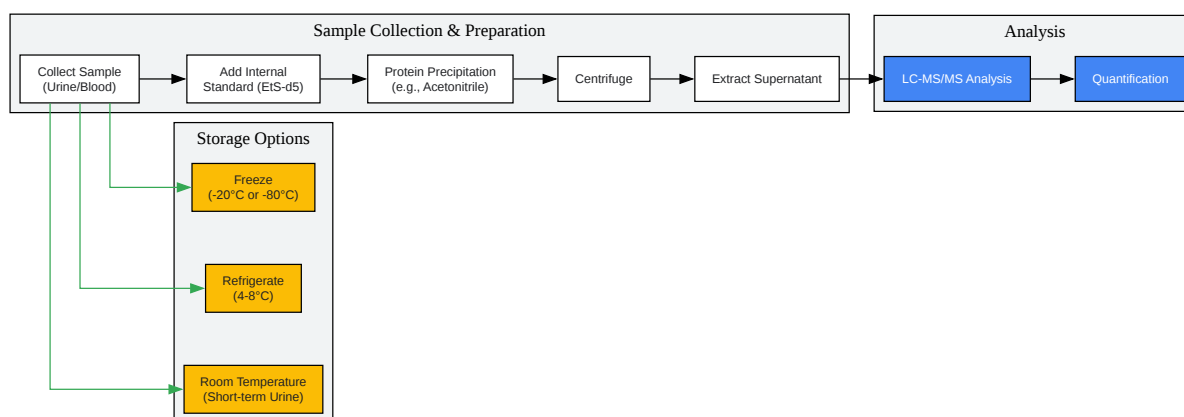 Sample Collection & Preparation
Collect Sample
(Urine/Blood)
Add Internal
Standard (EtS-d5)
Protein Precipitation
(e.g., Acetonitrile)
Centrifuge
Extract Supernatant
Analysis
LC-MS/MS Analysis
Quantification
Storage Options
Freeze
(-20°C or -80°C)
Refrigerate
(4-8°C)
Room Temperature
(Short-term Urine)